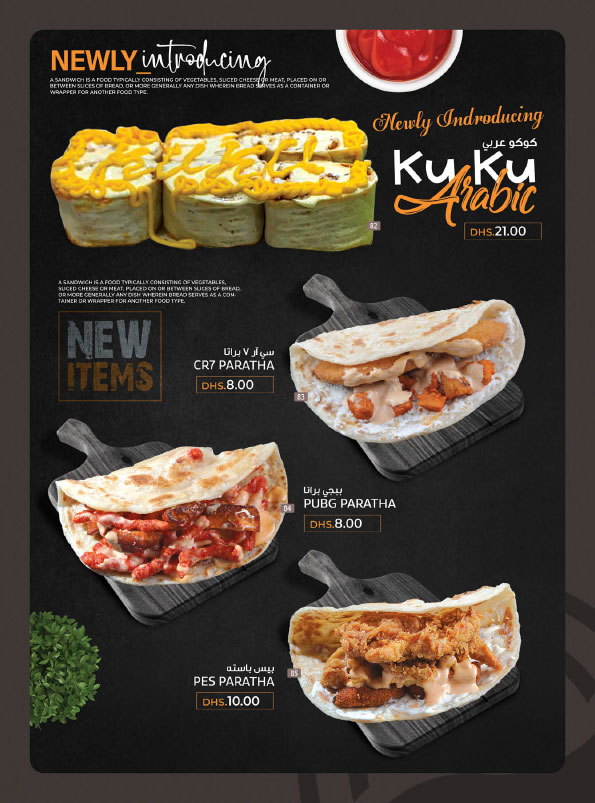 NEWLY_introducing
A SANDWICH IS A FOOD TYPICALLY CONSISTING OF VEGETABLES, SLICED CHEESE OR MEAT, PLACED ON OR
BETWEEN SLICES OF BREAD, OR MORE GENERALLY ANY DISH WHEREIN BREAD SERVES AS A CONTAINER OR
WRAPPER FOR ANOTHER FOOD TYPE.
Newly Indroducing
كوكو عربي
Ku Ku
Arabic
82
DHS.21.00
A SANDWICH IS A FOOD TYPICALLY CONSISTING OF VEGETABLES,
SLICED CHEESE OR MEAT, PLACED ON OR BETWEEN SLICES OF BREAD,
OR MORE GENERALLY ANY DISH WHEREIN BREAD SERVES AS A CON-
TAINER OR WRAPPER FOR ANOTHER FOOD TYPE.
NEW
ITEMS
سي آر ٧ براتا
CR7 PARATHA
DHS.8.00
83
ببجي براتا
PUBG PARATHA
84
DHS.8.00
بيس باسته
PES PARATHA
85
DHS.10.00